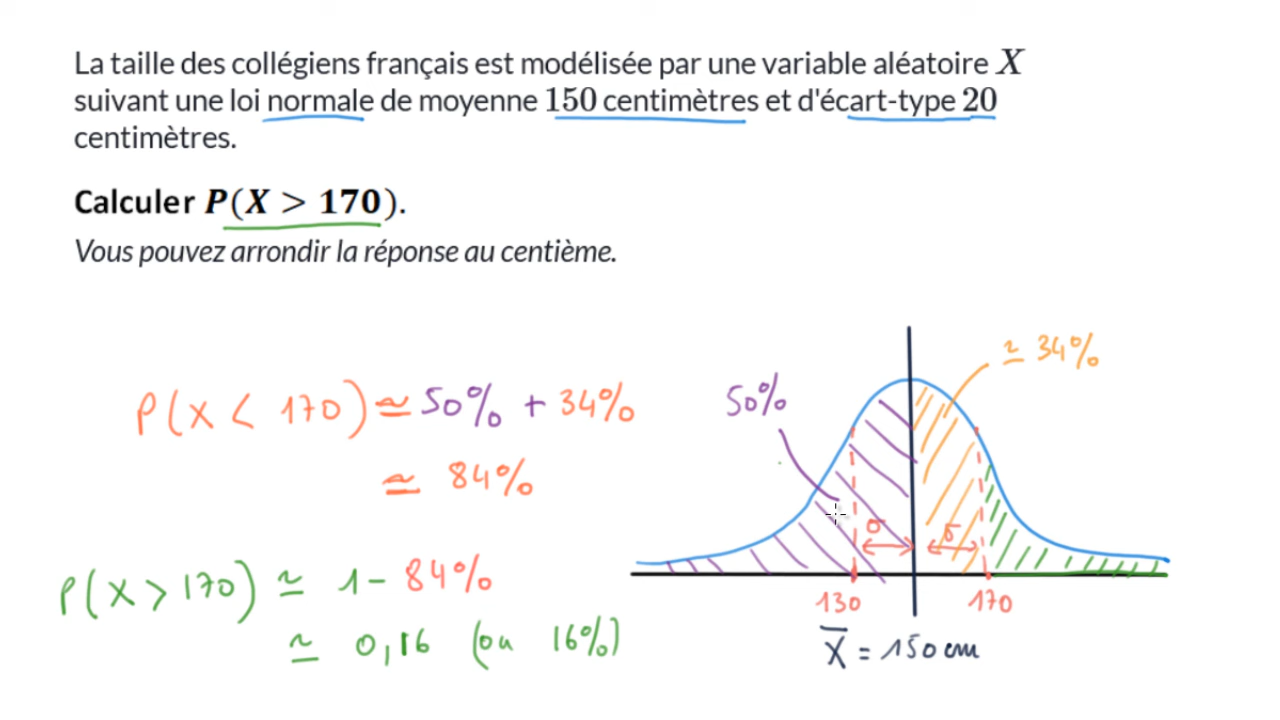 La taille des collégiens français est modélisée par une variable aléatoire X
suivant une loi normale de moyenne 150 centimètres et d'écart-type 20
centimètres.
Calculer P(X > 170).
Vous pouvez arrondir la réponse au centième.
≃ 34%
50%
P(X < 170) ≃ 50% + 34%
≃ 84%
σ σ
P(X > 170) ≃ 1 - 84%
130 170
≃ 0,16 (ou 16%)
X̅ = 150 cm